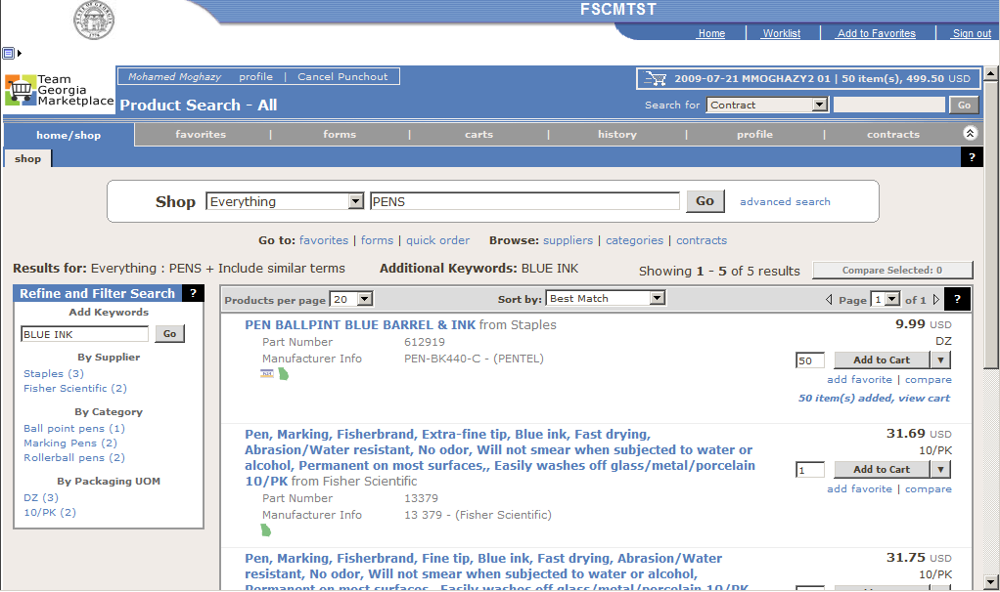 FSCMTST
Home Worklist Add to Favorites Sign out
Team
Georgia
Marketplace
Mohamed Moghazy profile | Cancel Punchout
2009-07-21 MMOGHAZY2 01 | 50 item(s), 499.50 USD
Product Search - All
Search for Contract Go
home/shop favorites | forms | carts | history | profile | contracts
shop ?
Shop Everything PENS Go advanced search
Go to: favorites | forms | quick order Browse: suppliers | categories | contracts
Results for: Everything : PENS + Include similar terms Additional Keywords: BLUE INK Showing 1 - 5 of 5 results Compare Selected: 0
Refine and Filter Search ?
Add Keywords
BLUE INK Go
By Supplier
Staples (3)
Fisher Scientific (2)
By Category
Ball point pens (1)
Marking Pens (2)
Rollerball pens (2)
By Packaging UOM
DZ (3)
10/PK (2)
Products per page 20 Sort by: Best Match Page 1 of 1 ?
PEN BALLPINT BLUE BARREL & INK from Staples 9.99 USD
DZ
Part Number 612919
Manufacturer Info PEN-BK440-C - (PENTEL)
50 Add to Cart
add favorite | compare
50 item(s) added, view cart
Pen, Marking, Fisherbrand, Extra-fine tip, Blue ink, Fast drying, 31.69 USD
Abrasion/Water resistant, No odor, Will not smear when subjected to water or 10/PK
alcohol, Permanent on most surfaces,, Easily washes off glass/metal/porcelain 1 Add to Cart
10/PK from Fisher Scientific add favorite | compare
Part Number 13379
Manufacturer Info 13 379 - (Fisher Scientific)
Pen, Marking, Fisherbrand, Fine tip, Blue ink, Fast drying, Abrasion/Water 31.75 USD
resistant, No odor, Will not smear when subjected to water or alcohol, 10/PK
Permanent on most surfaces,, Easily washes off glass/metal/porcelain 10/PK